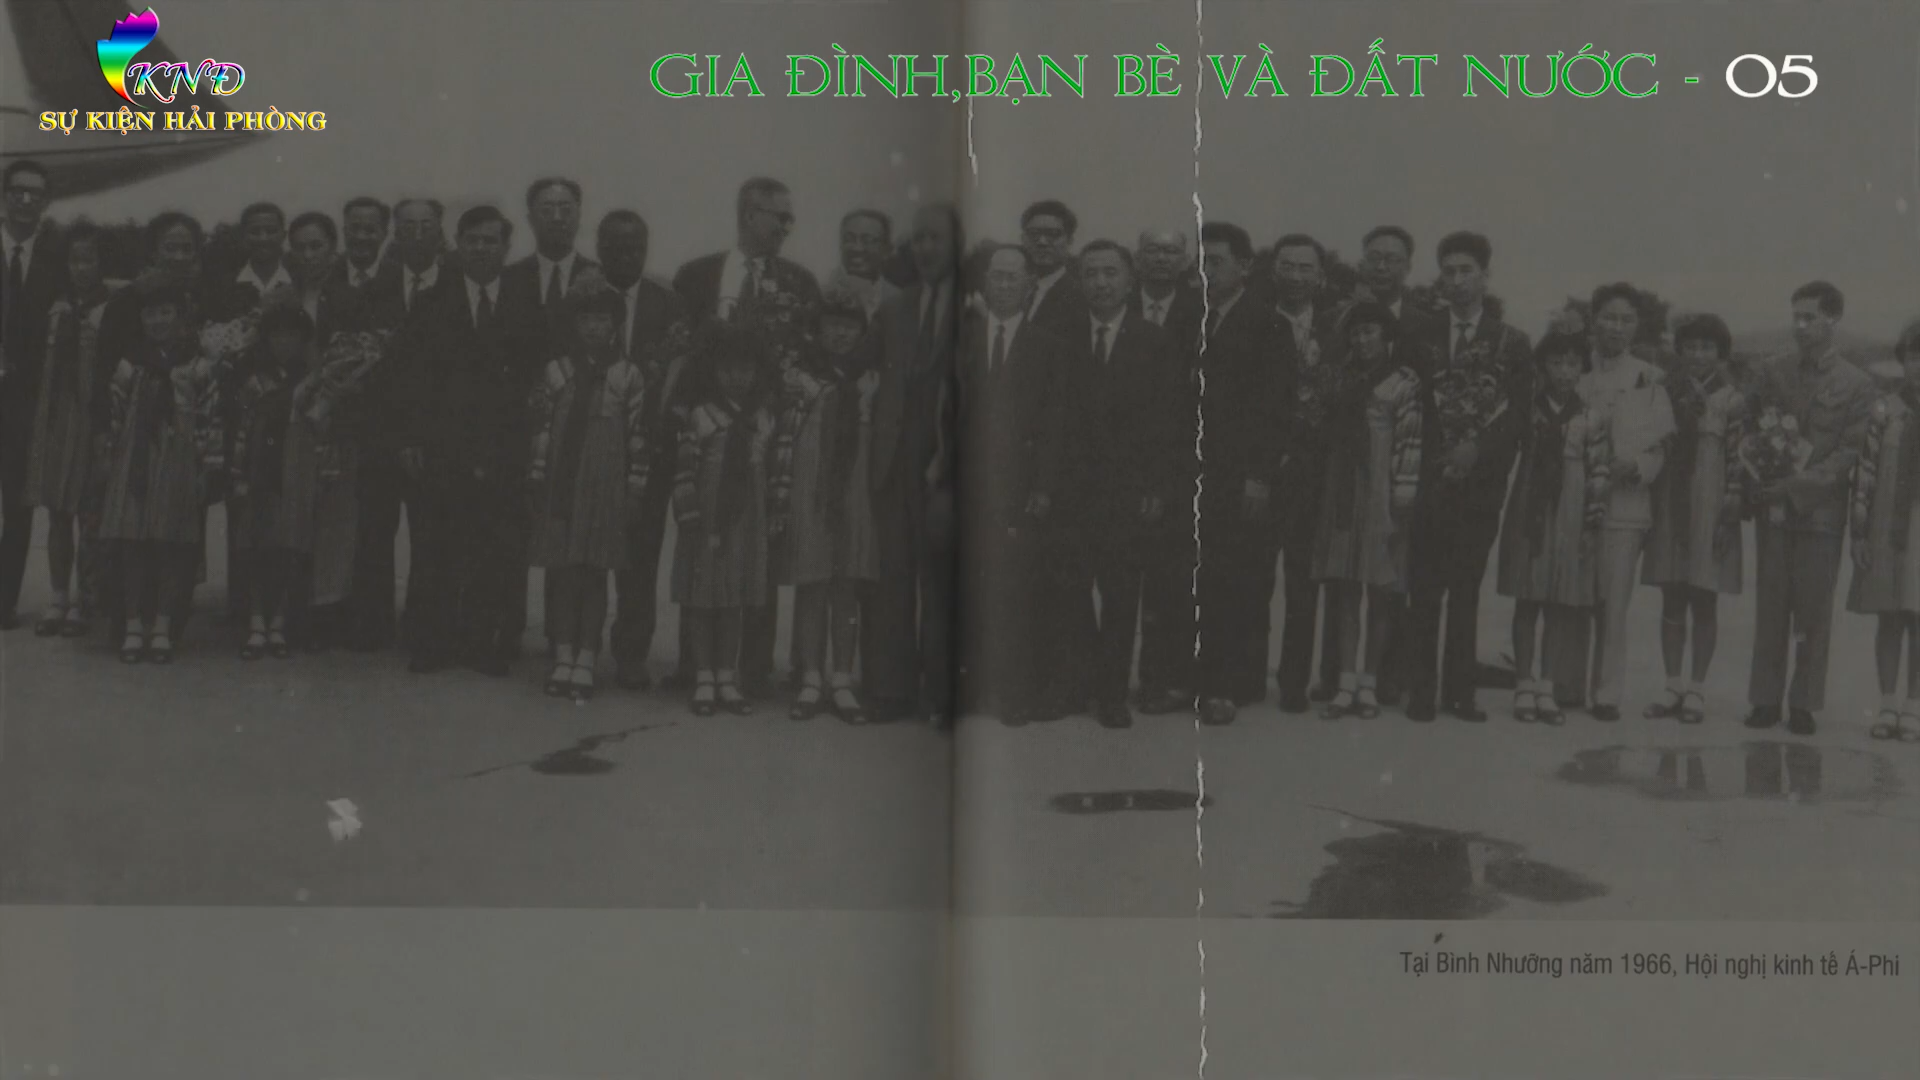 KNĐ
SỰ KIỆN HẢI PHÒNG
GIA ĐÌNH,BẠN BÈ VÀ ĐẤT NƯỚC - 05
Tại Bình Nhưỡng năm 1966, Hội nghị kinh tế Á-Phi